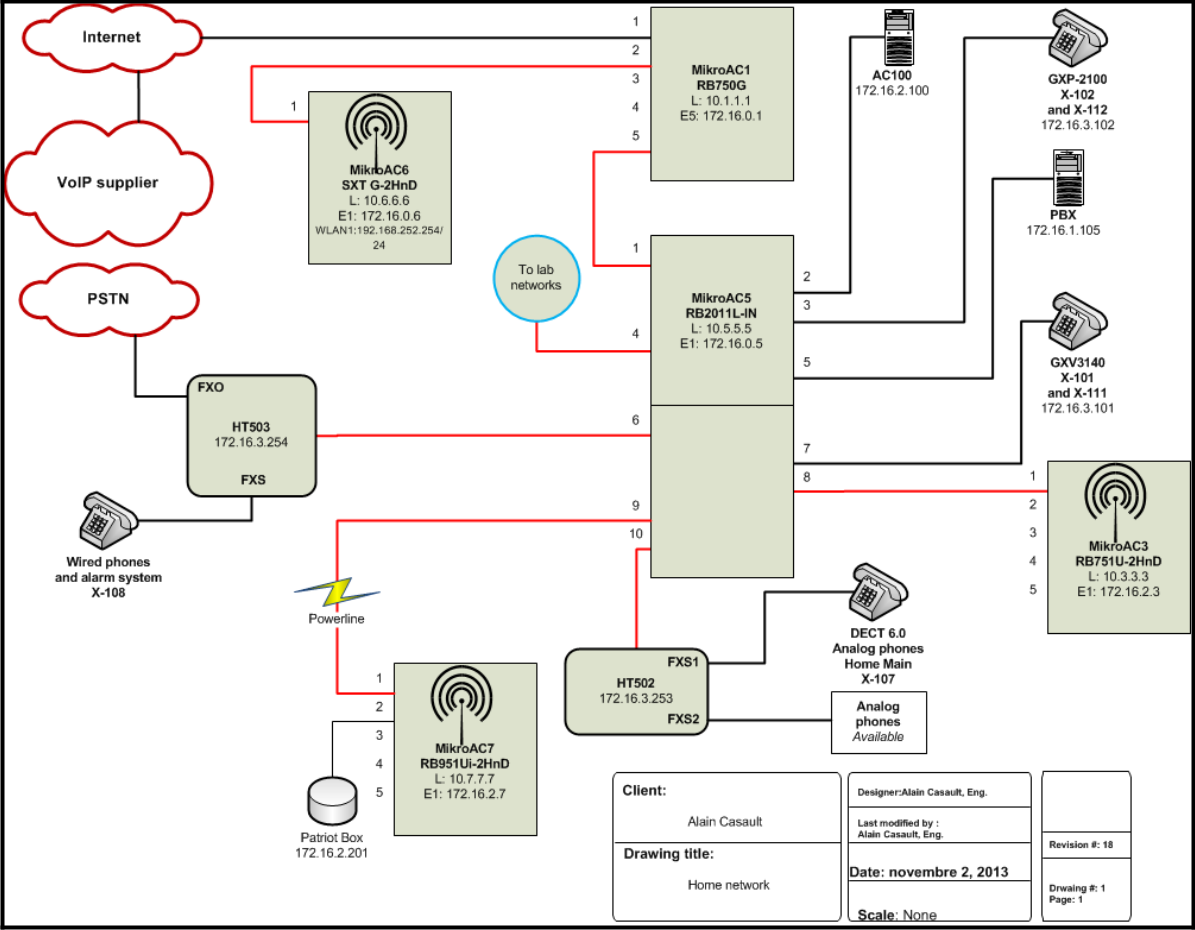 Internet
VoIP supplier
PSTN
1
2
3
4
5
MikroAC1
RB750G
L: 10.1.1.1
E5: 172.16.0.1
1
MikroAC6
SXT G-2HnD
L: 10.6.6.6
E1: 172.16.0.6
WLAN1:192.168.252.254/
24
AC100
172.16.2.100
GXP-2100
X-102
and X-112
172.16.3.102
PBX
172.16.1.105
To lab
networks
1
4
6
9
10
MikroAC5
RB2011L-IN
L: 10.5.5.5
E1: 172.16.0.5
2
3
5
7
8
GXV3140
X-101
and X-111
172.16.3.101
FXO
HT503
172.16.3.254
FXS
Wired phones
and alarm system
X-108
1
2
3
4
5
MikroAC3
RB751U-2HnD
L: 10.3.3.3
E1: 172.16.2.3
Powerline
FXS1
HT502
172.16.3.253
FXS2
DECT 6.0
Analog phones
Home Main
X-107
Analog
phones
Available
1
2
3
4
5
MikroAC7
RB951Ui-2HnD
L: 10.7.7.7
E1: 172.16.2.7
Patriot Box
172.16.2.201
Client:
Alain Casault
Drawing title:
Home network
Designer:Alain Casault, Eng.
Last modified by :
Alain Casault, Eng.
Date: novembre 2, 2013
Scale: None
Revision #: 18
Drwaing #: 1
Page: 1